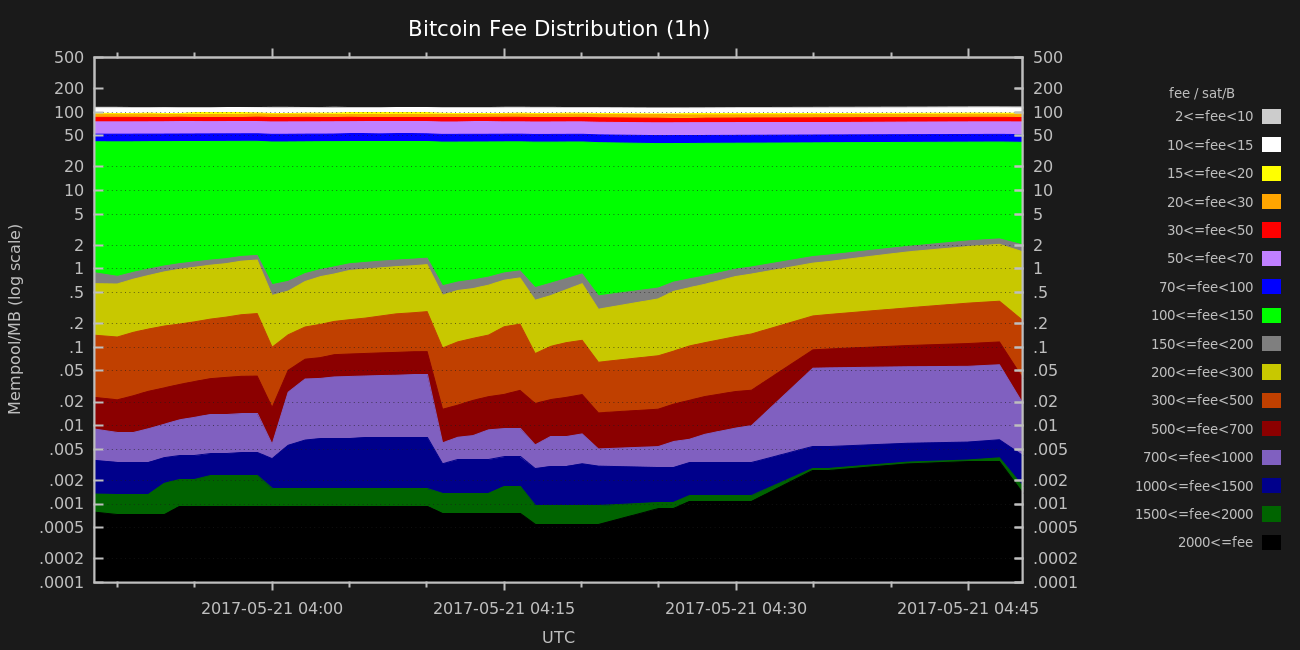 Bitcoin Fee Distribution (1h)
Mempool/MB (log scale)
500
200
100
50
20
10
5
2
1
.5
.2
.1
.05
.02
.01
.005
.002
.001
.0005
.0002
.0001
500
200
100
50
20
10
5
2
1
.5
.2
.1
.05
.02
.01
.005
.002
.001
.0005
.0002
.0001
2017-05-21 04:00 2017-05-21 04:15 2017-05-21 04:30 2017-05-21 04:45
UTC
fee / sat/B
2<=fee<10
10<=fee<15
15<=fee<20
20<=fee<30
30<=fee<50
50<=fee<70
70<=fee<100
100<=fee<150
150<=fee<200
200<=fee<300
300<=fee<500
500<=fee<700
700<=fee<1000
1000<=fee<1500
1500<=fee<2000
2000<=fee